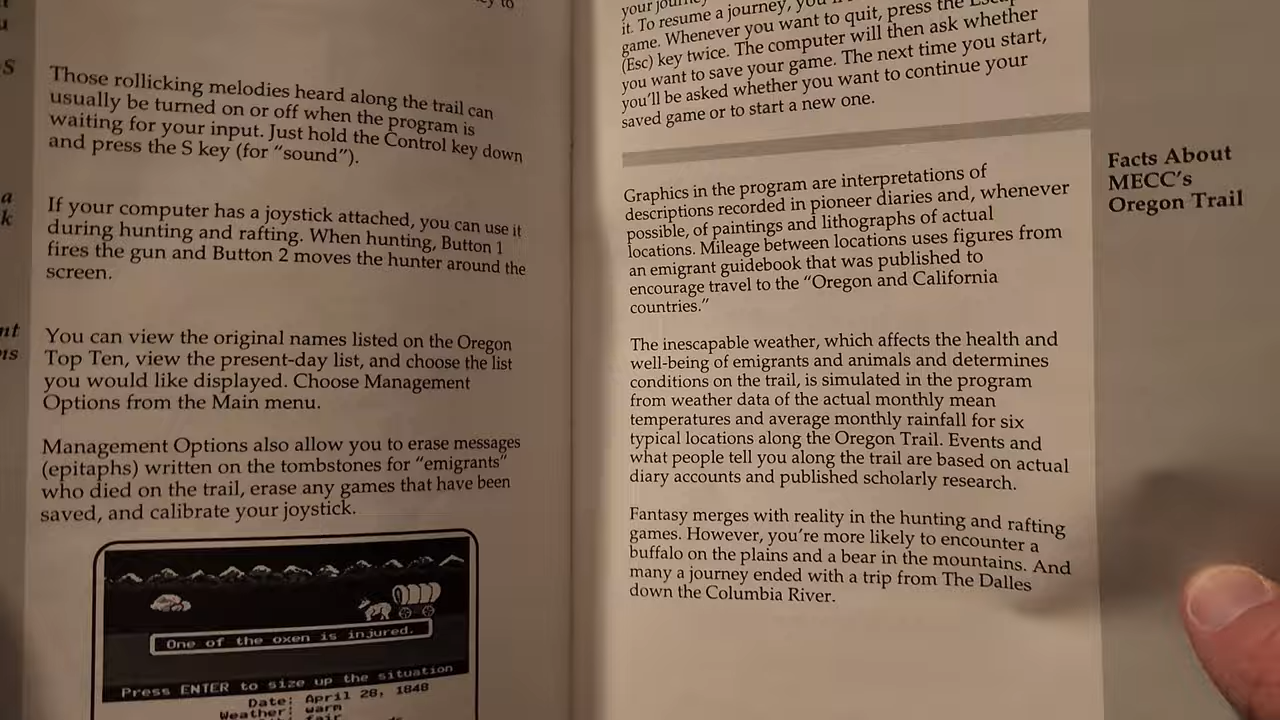 to
S
Those rollicking melodies heard along the trail can
usually be turned on or off when the program is
waiting for your input. Just hold the Control key down
and press the S key (for "sound").
a
k
If your computer has a joystick attached, you can use it
during hunting and rafting. When hunting, Button 1
fires the gun and Button 2 moves the hunter around the
screen.
nt
ns
You can view the original names listed on the Oregon
Top Ten, view the present-day list, and choose the list
you would like displayed. Choose Management
Options from the Main menu.
Management Options also allow you to erase messages
(epitaphs) written on the tombstones for "emigrants"
who died on the trail, erase any games that have been
saved, and calibrate your joystick.
One of the oxen is injured.
Press ENTER to size up the situation
Date: April 28, 1848
Weather: warm
fair
your
it. To resume a journey,
game. Whenever you want to quit, press the
(Esc) key twice. The computer will then ask whether
you want to save your game. The next time you start,
you'll be asked whether you want to continue your
saved game or to start a new one.
Facts About
MECC's
Oregon Trail
Graphics in the program are interpretations of
descriptions recorded in pioneer diaries and, whenever
possible, of paintings and lithographs of actual
locations. Mileage between locations uses figures from
an emigrant guidebook that was published to
encourage travel to the "Oregon and California
countries."
The inescapable weather, which affects the health and
well-being of emigrants and animals and determines
conditions on the trail, is simulated in the program
from weather data of the actual monthly mean
temperatures and average monthly rainfall for six
typical locations along the Oregon Trail. Events and
what people tell you along the trail are based on actual
diary accounts and published scholarly research.
Fantasy merges with reality in the hunting and rafting
games. However, you're more likely to encounter a
buffalo on the plains and a bear in the mountains. And
many a journey ended with a trip from The Dalles
down the Columbia River.